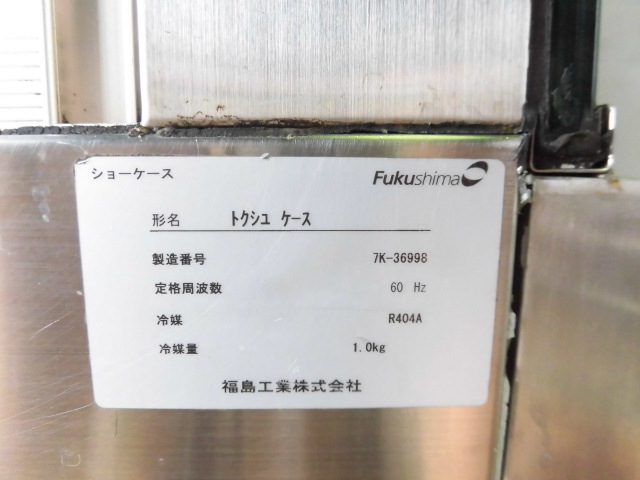 ショーケース Fukushima
形名 トクシュ ケース
製造番号 7K-36998
定格周波数 60 Hz
冷媒 R404A
冷媒量 1.0kg
福島工業株式会社